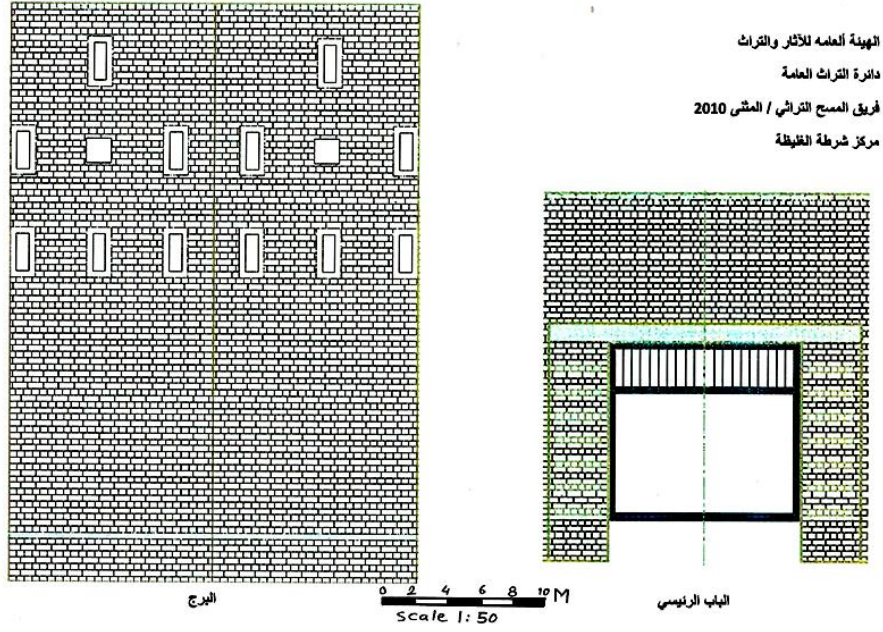 الهيئة ألعامه للآثار والتراث
دائرة التراث العامة
فريق المسح التراثي / المثنى 2010
مركز شرطة الغليظة
البرج
0 2 4 6 8 10 M
Scale 1:50
الباب الرئيسي